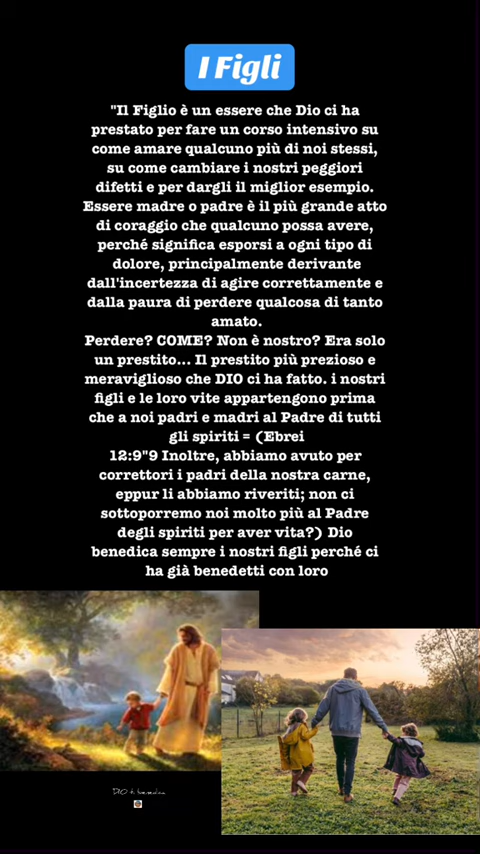 I Figli
"Il Figlio è un essere che Dio ci ha
prestato per fare un corso intensivo su
come amare qualcuno più di noi stessi,
su come cambiare i nostri peggiori
difetti e per dargli il miglior esempio.
Essere madre o padre è il più grande atto
di coraggio che qualcuno possa avere,
perché significa esporsi a ogni tipo di
dolore, principalmente derivante
dall'incertezza di agire correttamente e
dalla paura di perdere qualcosa di tanto
amato.
Perdere? COME? Non è nostro? Era solo
un prestito... Il prestito più prezioso e
meraviglioso che DIO ci ha fatto. i nostri
figli e le loro vite appartengono prima
che a noi padri e madri al Padre di tutti
gli spiriti = (Ebrei
12:9"9 Inoltre, abbiamo avuto per
correttori i padri della nostra carne,
eppur li abbiamo riveriti; non ci
sottoporremo noi molto più al Padre
degli spiriti per aver vita?) Dio
benedica sempre i nostri figli perché ci
ha già benedetti con loro
DIO ti benedica